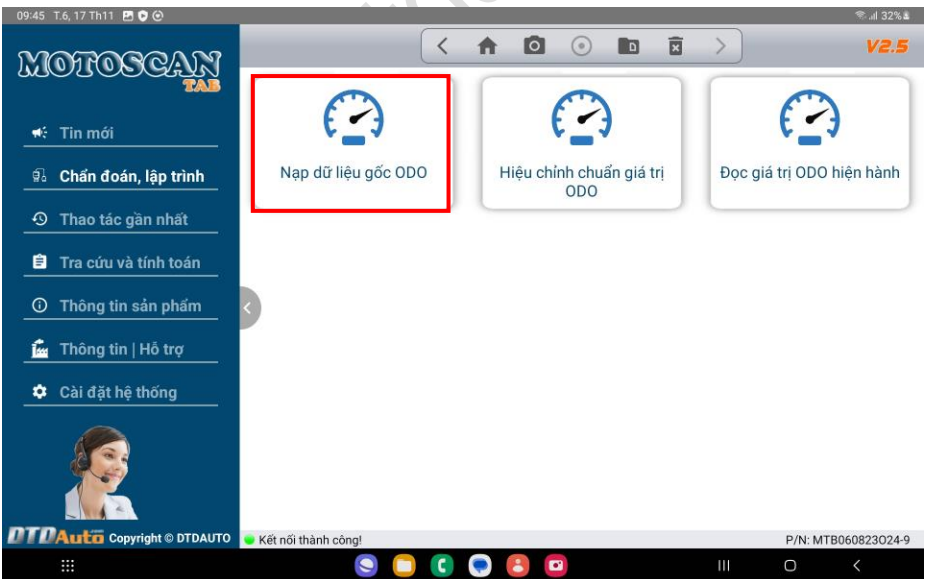 09:45 T.6, 17 Th11
32%
MOTOSCAN
TAB
V2.5
Tin mới
Chẩn đoán, lập trình
Thao tác gần nhất
Tra cứu và tính toán
Thông tin sản phẩm
Thông tin | Hỗ trợ
Cài đặt hệ thống
Nạp dữ liệu gốc ODO
Hiệu chỉnh chuẩn giá trị
ODO
Đọc giá trị ODO hiện hành
DTDAuto Copyright © DTDAUTO
Kết nối thành công!
P/N: MTB060823O24-9